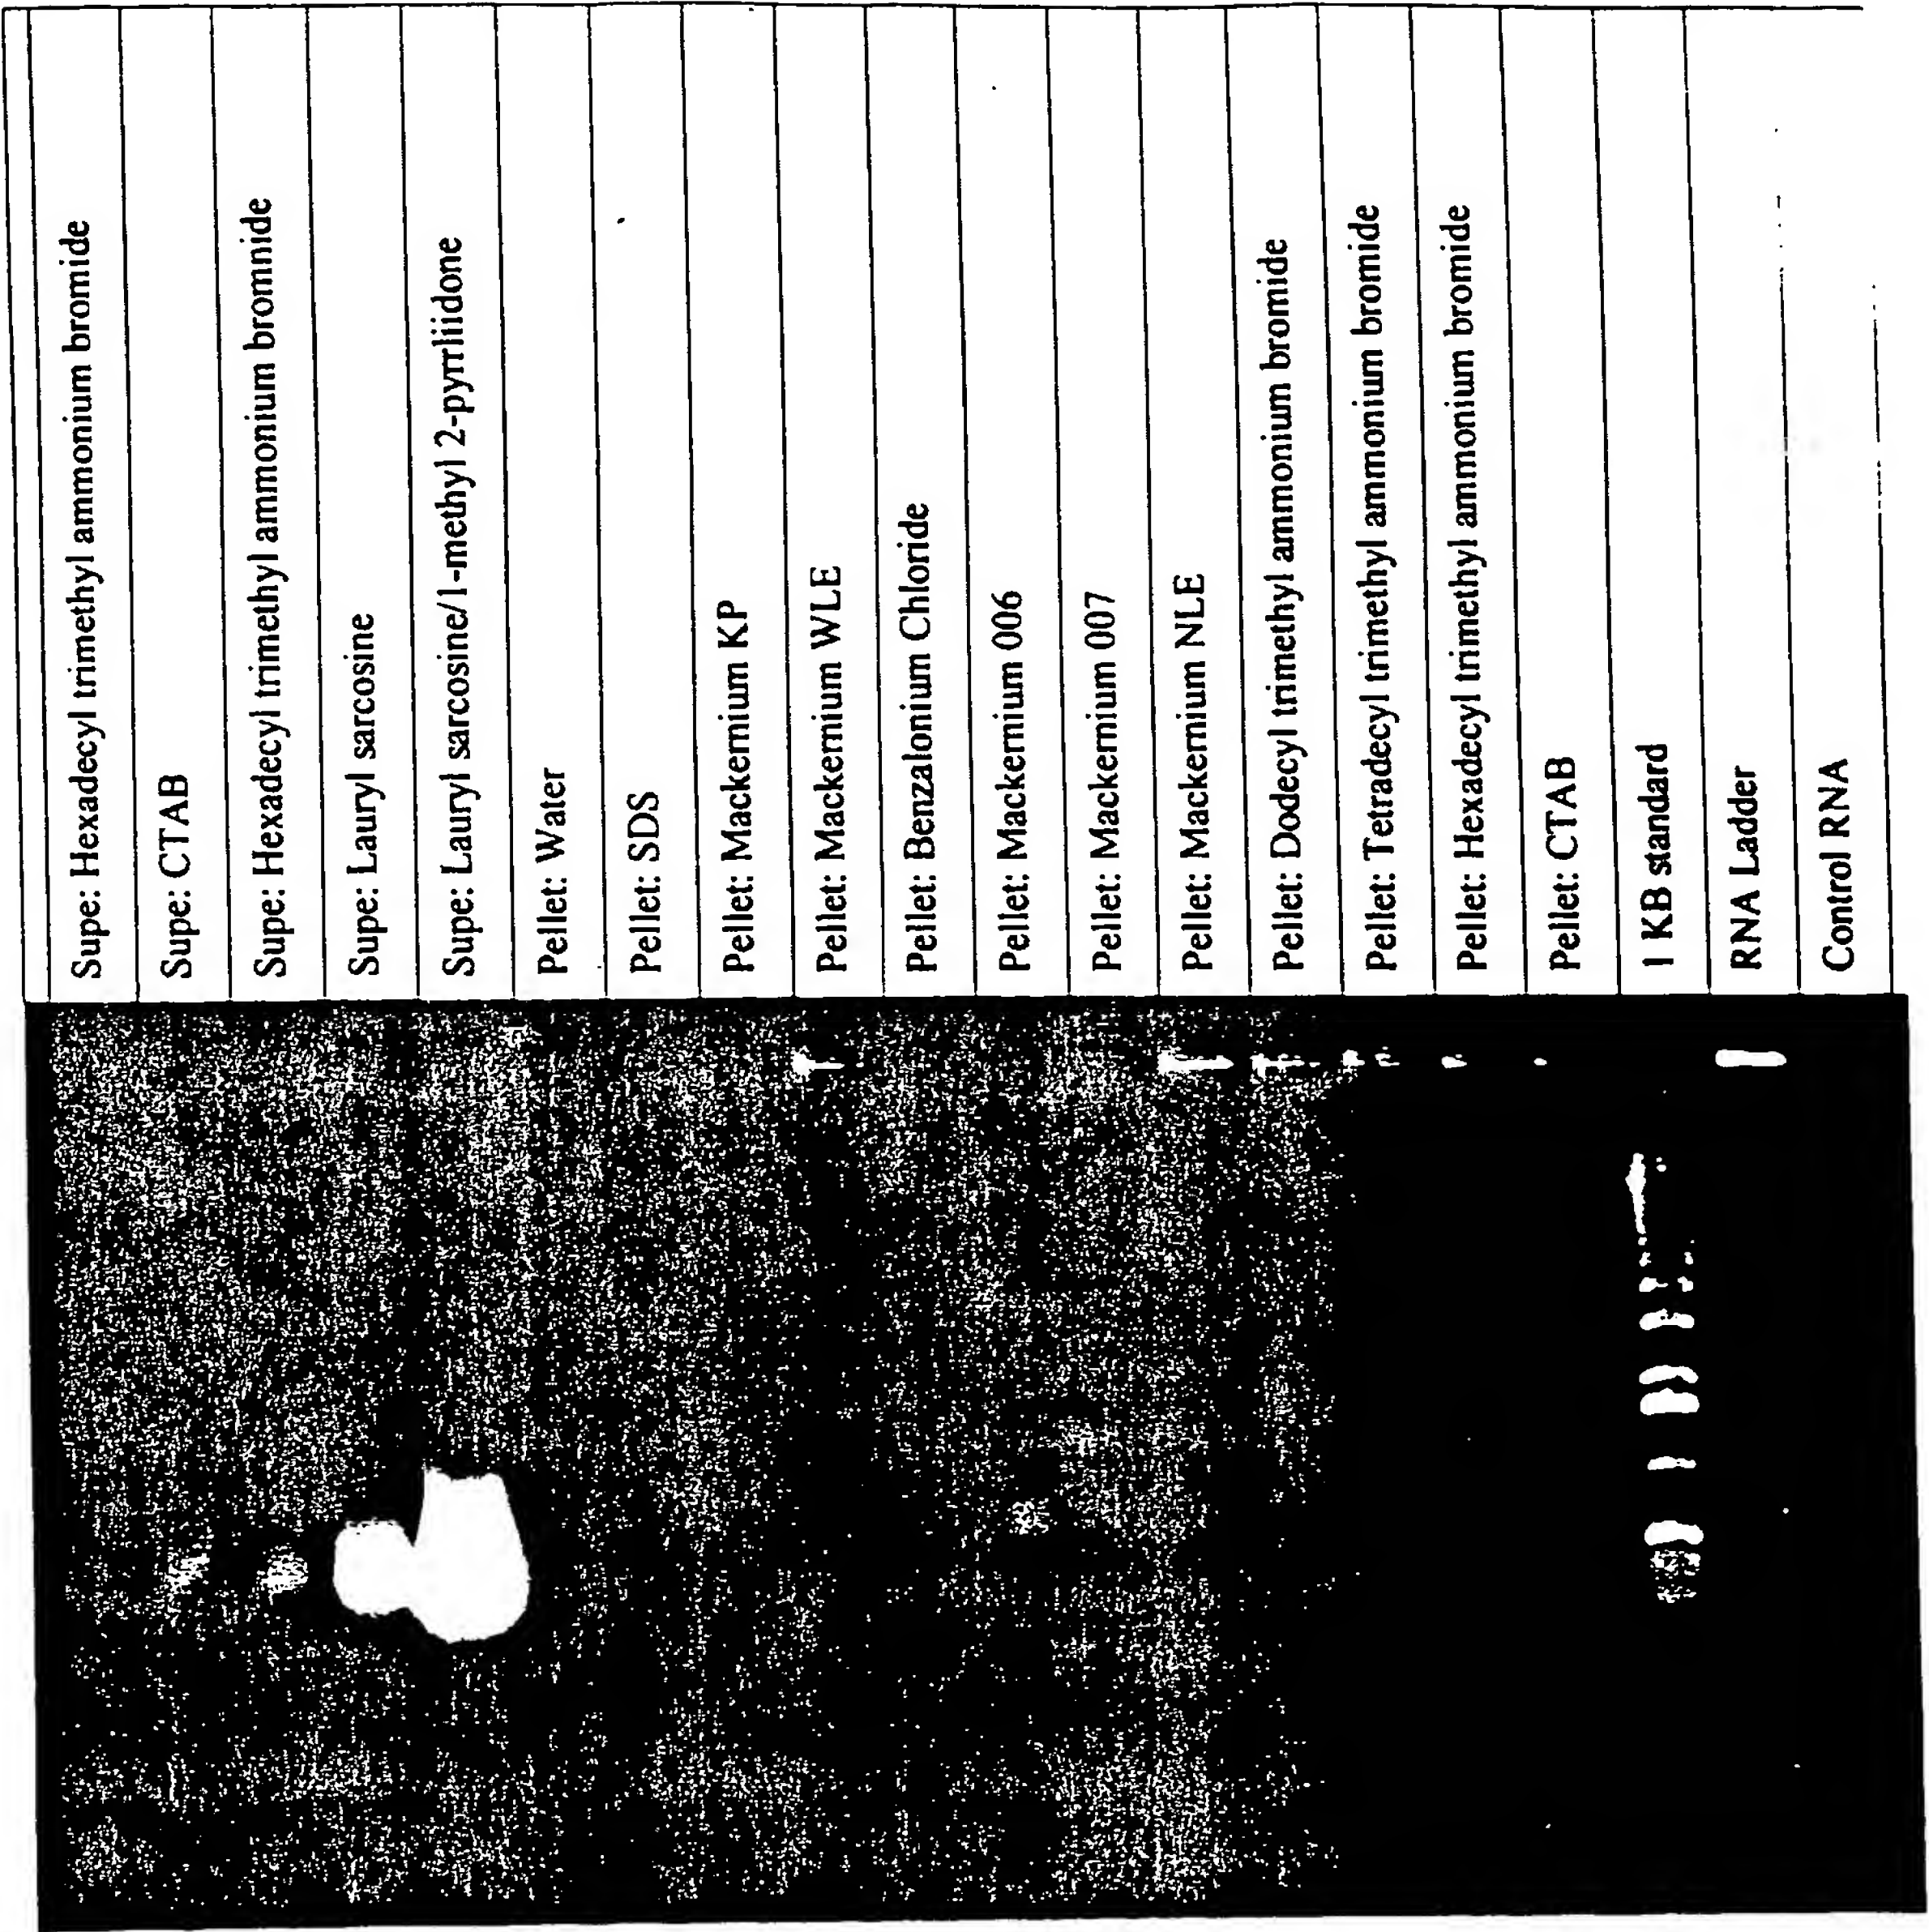 Supe: Hexadecyl trimethyl ammonium bromide
Supe: CTAB
Supe: Hexadecyl trimethyl ammonium bromnide
Supe: Lauryl sarcosine
Supe: Lauryl sarcosine/1-methyl 2-pyrrliidone
Pellet: Water
Pellet: SDS
Pellet: Mackernium KP
Pellet: Mackernium WLE
Pellet: Benzalonium Chloride
Pellet: Mackernium 006
Pellet: Mackernium 007
Pellet: Mackernium NLE
Pellet: Dodecyl trimethyl ammonium bromide
Pellet: Tetradecyl trimethyl ammonium bromide
Pellet: Hexadecyl trimethyl ammonium bromide
Pellet: CTAB
1 KB standard
RNA Ladder
Control RNA